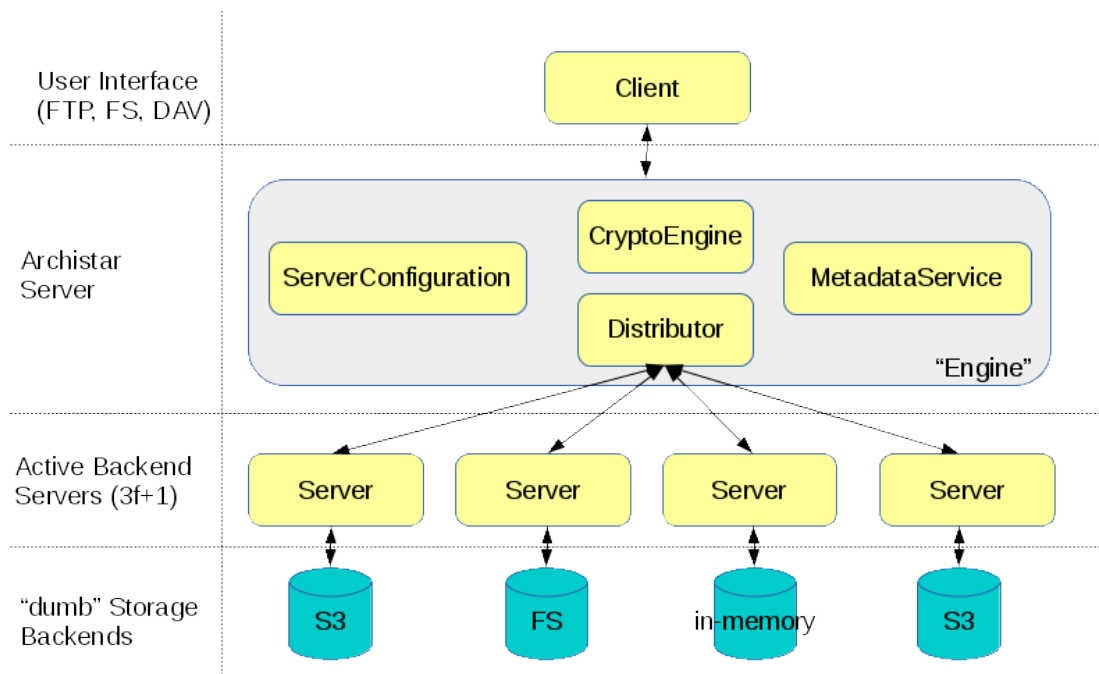 User Interface
(FTP, FS, DAV)
Client
Archistar
Server
CryptoEngine
ServerConfiguration
MetadataService
Distributor
“Engine”
Active Backend
Servers (3f+1)
Server
Server
Server
Server
“dumb” Storage
Backends
S3
FS
in-memory
S3